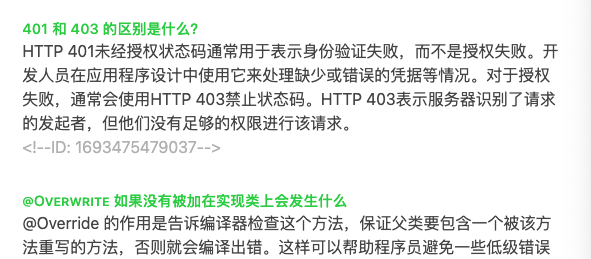 401 和 403 的区别是什么?
HTTP 401未经授权状态码通常用于表示身份验证失败，而不是授权失败。开
发人员在应用程序设计中使用它来处理缺少或错误的凭据等情况。对于授权
失败，通常会使用HTTP 403禁止状态码。HTTP 403表示服务器识别了请求
的发起者，但他们没有足够的权限进行该请求。
<!--ID: 1693475479037-->
@OVERWRITE 如果没有被加在实现类上会发生什么
@Override 的作用是告诉编译器检查这个方法，保证父类要包含一个被该方
法重写的方法，否则就会编译出错。这样可以帮助程序员避免一些低级错误